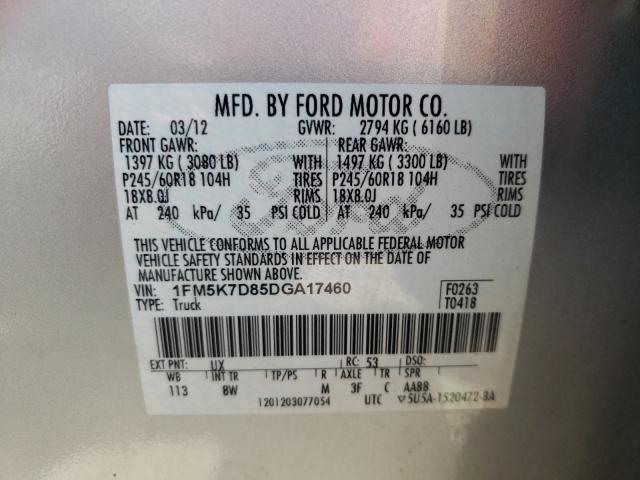 MFD. BY FORD MOTOR CO.
DATE: 03/12 GVWR: 2794 KG ( 6160 LB)
FRONT GAWR: REAR GAWR:
1397 KG ( 3080 LB) WITH 1497 KG ( 3300 LB) WITH
P245/60R18 104H TIRES P245/60R18 104H TIRES
18X8.0J RIMS 18X8.0J RIMS
AT 240 kPa/ 35 PSI COLD AT 240 kPa/ 35 PSI COLD
THIS VEHICLE CONFORMS TO ALL APPLICABLE FEDERAL MOTOR
VEHICLE SAFETY STANDARDS IN EFFECT ON THE DATE OF
MANUFACTURE SHOWN ABOVE.
VIN: 1FM5K7D85DGA17460 F0263
TYPE: Truck T0418
EXT PNT: UX RC: 53 DSO:
WB INT TR TP/PS R AXLE TR SPR
113 8W M 3F C AABB
1201203077054 UTC 5U5A-1520472-BA
Ford